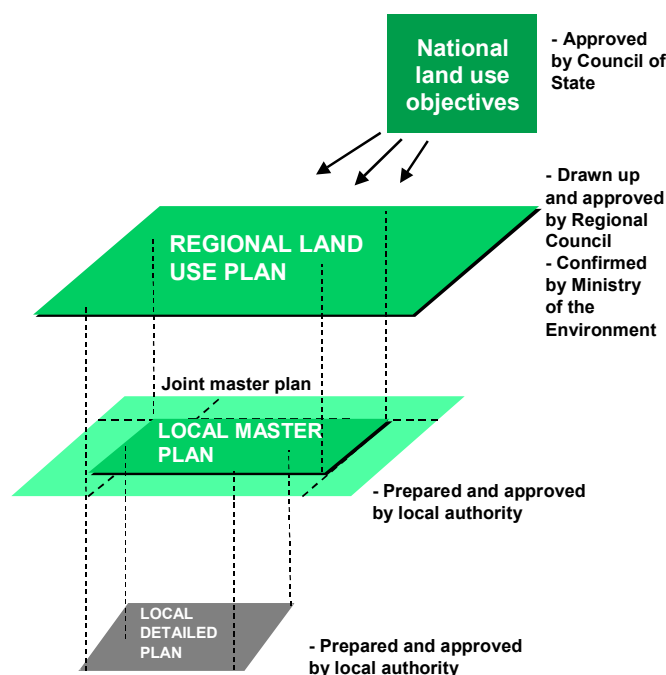 National
land use
objectives
- Approved
by Council of
State
- Drawn up
and approved
by Regional
Council
- Confirmed
by Ministry
of the
Environment
REGIONAL LAND
USE PLAN
Joint master plan
LOCAL MASTER
PLAN
- Prepared and approved
by local authority
LOCAL
DETAILED
PLAN
- Prepared and approved
by local authority